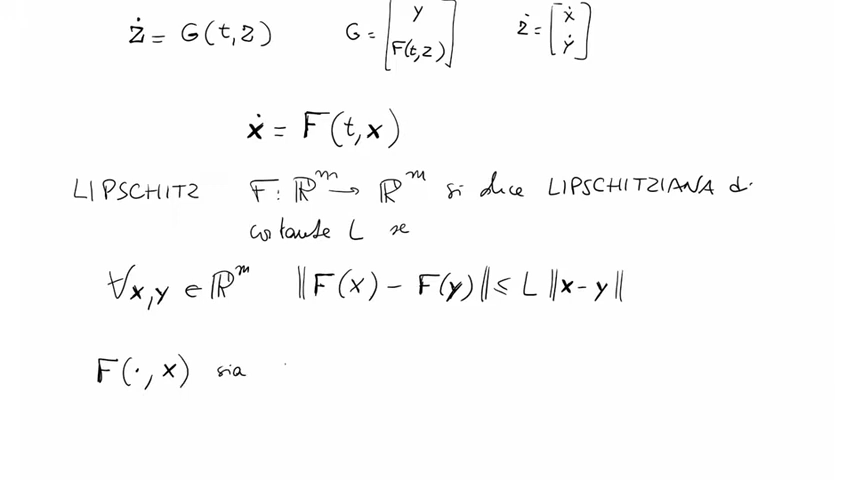 ż = G(t,z) G = [y F(t,z)] ż = [ẋ ẏ]
ẋ = F(t,x)
LIPSCHITZ F: ℝᵐ → ℝᵐ si dice LIPSCHITZIANA di
costante L se
∀x,y ∈ ℝᵐ ‖F(x) - F(y)‖ ≤ L ‖x-y‖
F(·,x) sia